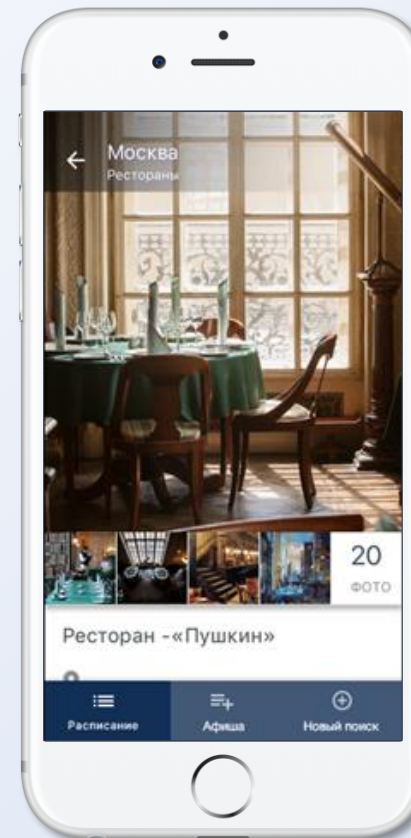 Москва
Рестораны
20
ФОТО
Ресторан -«Пушкин»
Расписание
Афиша
Новый поиск